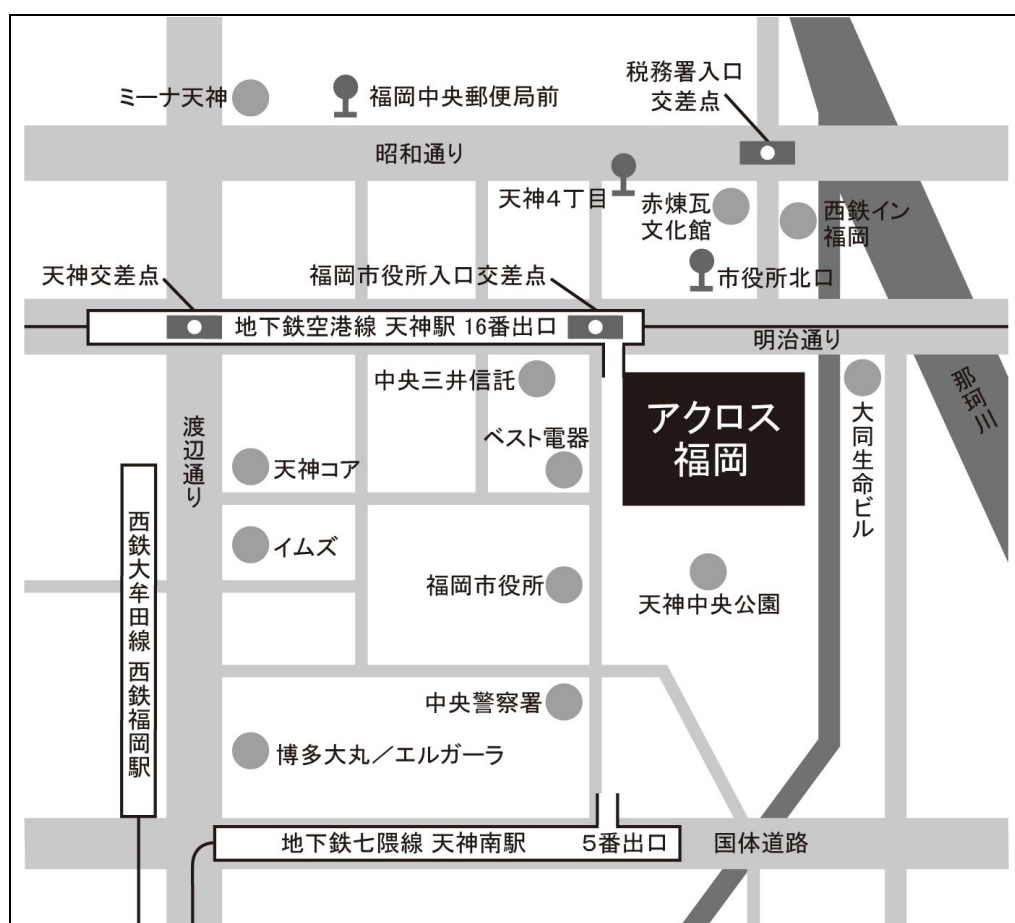 ミーナ天神
福岡中央郵便局前
税務署入口
交差点
昭和通り
天神4丁目
赤煉瓦
文化館
西鉄イン
福岡
市役所北口
天神交差点
福岡市役所入口交差点
地下鉄空港線 天神駅 16番出口
明治通り
中央三井信託
アクロス
福岡
那珂川
大同生命ビル
渡辺通り
ベスト電器
天神コア
イムズ
福岡市役所
天神中央公園
西鉄大牟田線 西鉄福岡駅
中央警察署
博多大丸／エルガーラ
地下鉄七隈線 天神南駅
5番出口
国体道路